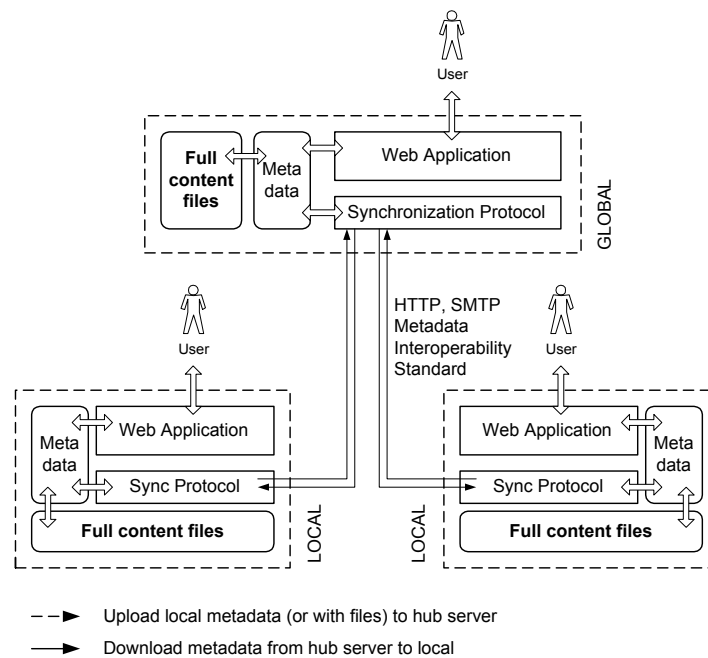 User
Full
content
files
Meta
data
Web Application
Synchronization Protocol
GLOBAL
HTTP, SMTP
Metadata
Interoperability
Standard
User
Meta
data
Web Application
Sync Protocol
Full content files
LOCAL
User
Web Application
Sync Protocol
Meta
data
Full content files
LOCAL
Upload local metadata (or with files) to hub server
Download metadata from hub server to local